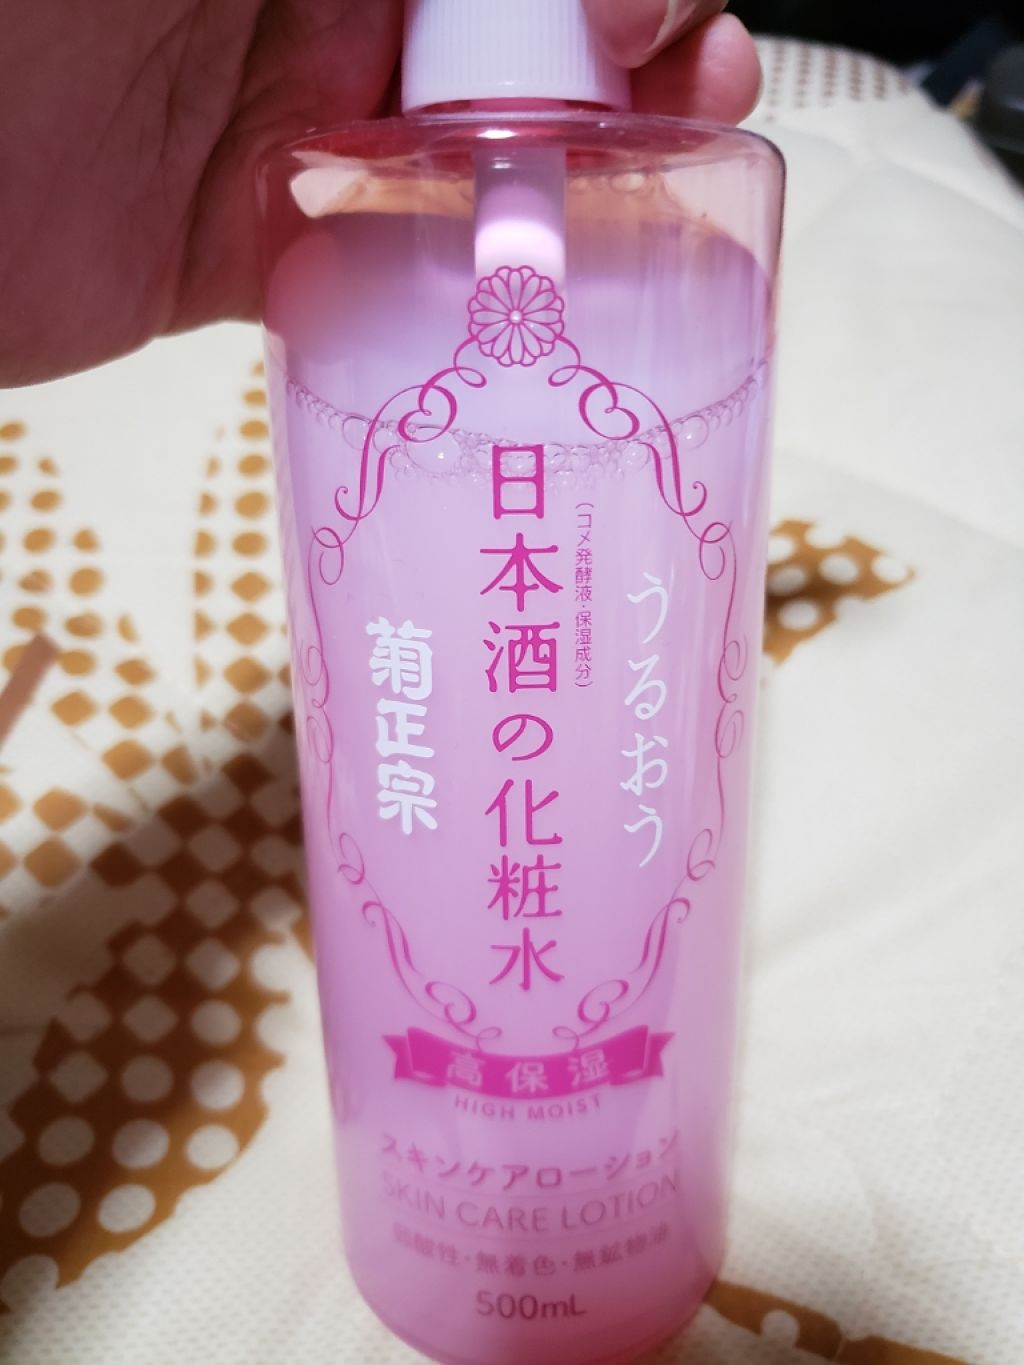 うるおう
(コメ発酵液・保湿成分)
日本酒の化粧水
菊正宗
高保湿
HIGH MOIST
スキンケアローション
SKIN CARE LOTION
弱酸性・無着色・無鉱物油
500mL